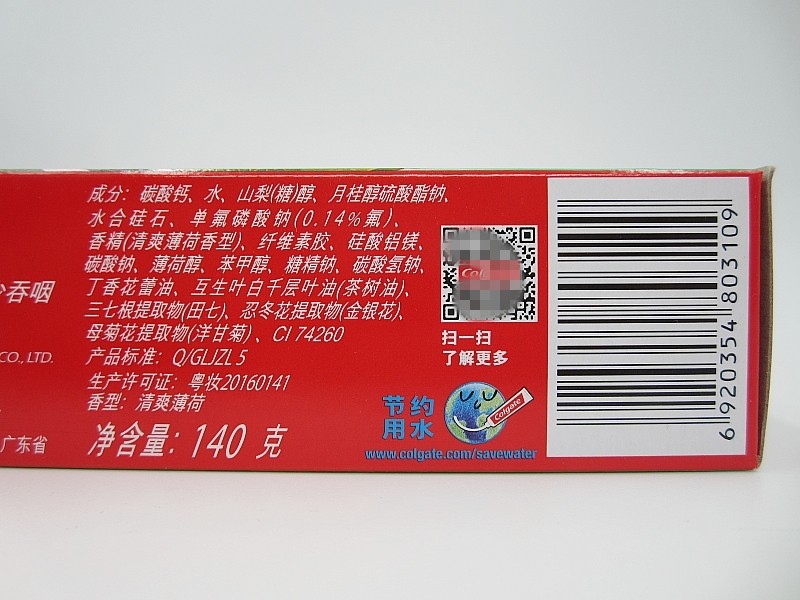 成分：碳酸钙、水、山梨(糖)醇、月桂醇硫酸酯钠、
水合硅石、单氟磷酸钠(0.14%氟)、
香精(清爽薄荷香型)、纤维素胶、硅酸铝镁、
碳酸钠、薄荷醇、苯甲醇、糖精钠、碳酸氢钠、
丁香花蕾油、互生叶白千层叶油(茶树油)、
三七根提取物(田七)、忍冬花提取物(金银花)、
母菊花提取物(洋甘菊)、CI 74260
产品标准：Q/GLJZL 5
生产许可证：粤妆20160141
香型：清爽薄荷
净含量：140 克
吞咽
CO., LTD.
广东省
扫一扫
了解更多
节约
用水
Colgate
www.colgate.com/savewater
6 920354 803109